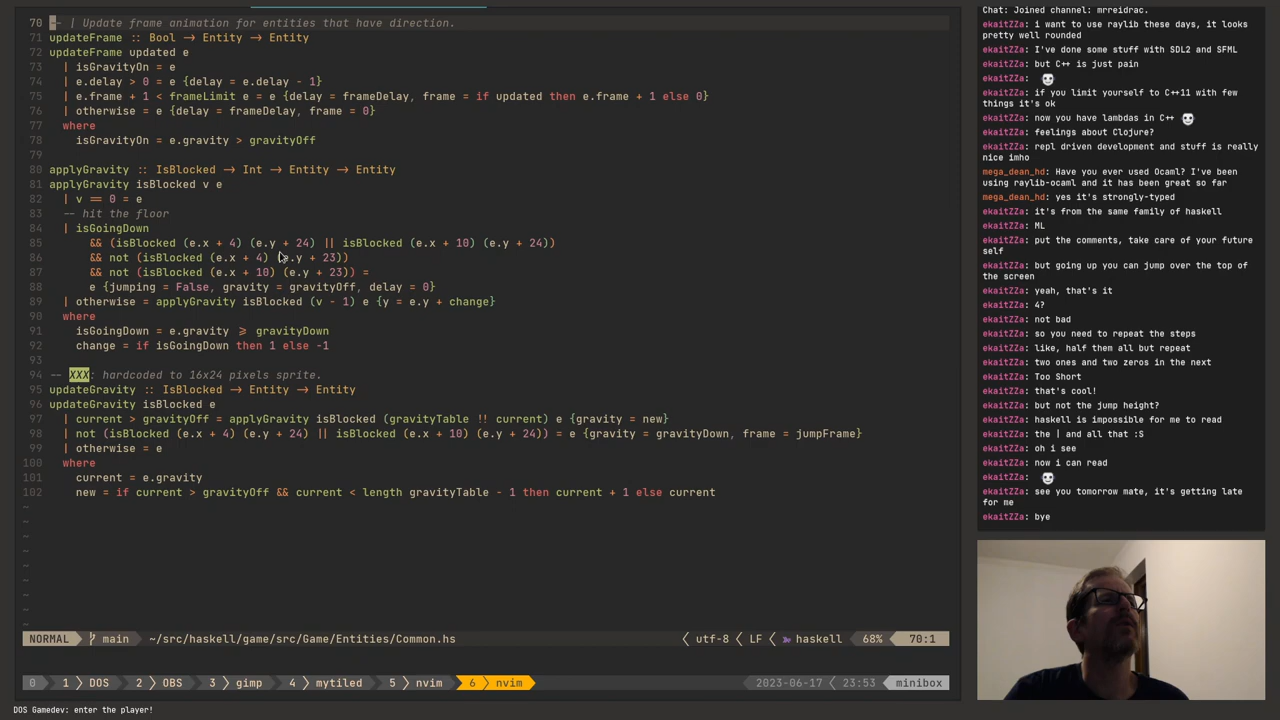 70 -- | Update frame animation for entities that have direction.
71 updateFrame :: Bool → Entity → Entity
72 updateFrame updated e
73 | isGravityOn = e
74 | e.delay > 0 = e {delay = e.delay - 1}
75 | e.frame + 1 < frameLimit e = e {delay = frameDelay, frame = if updated then e.frame + 1 else 0}
76 | otherwise = e {delay = frameDelay, frame = 0}
77 where
78 isGravityOn = e.gravity > gravityOff
79
80 applyGravity :: IsBlocked → Int → Entity → Entity
81 applyGravity isBlocked v e
82 | v == 0 = e
83 -- hit the floor
84 | isGoingDown
85 && (isBlocked (e.x + 4) (e.y + 24) || isBlocked (e.x + 10) (e.y + 24))
86 && not (isBlocked (e.x + 4) (e.y + 23))
87 && not (isBlocked (e.x + 10) (e.y + 23)) =
88 e {jumping = False, gravity = gravityOff, delay = 0}
89 | otherwise = applyGravity isBlocked (v - 1) e {y = e.y + change}
90 where
91 isGoingDown = e.gravity ≥ gravityDown
92 change = if isGoingDown then 1 else -1
93
94 -- XXX: hardcoded to 16x24 pixels sprite.
95 updateGravity :: IsBlocked → Entity → Entity
96 updateGravity isBlocked e
97 | current > gravityOff = applyGravity isBlocked (gravityTable !! current) e {gravity = new}
98 | not (isBlocked (e.x + 4) (e.y + 24) || isBlocked (e.x + 10) (e.y + 24)) = e {gravity = gravityDown, frame = jumpFrame}
99 | otherwise = e
100 where
101 current = e.gravity
102 new = if current > gravityOff && current < length gravityTable - 1 then current + 1 else current
~
~
~
~
~
~
~
~
~
NORMAL main ~/src/haskell/game/src/Game/Entities/Common.hs utf-8 LF haskell 68% 70:1
0 1 DOS 2 OBS 3 gimp 4 mytiled 5 nvim 6 nvim 2023-06-17 23:53 minibox
DOS Gamedev: enter the player!
Chat: Joined channel: mrreidrac.
ekaitZZa: i want to use raylib these days, it looks
pretty well rounded
ekaitZZa: I've done some stuff with SDL2 and SFML
ekaitZZa: but C++ is just pain
ekaitZZa:
ekaitZZa: if you limit yourself to C++11 with few
things it's ok
ekaitZZa: now you have lambdas in C++
ekaitZZa: feelings about Clojure?
ekaitZZa: repl driven development and stuff is really
nice imho
mega_dean_hd: Have you ever used Ocaml? I've been
using raylib-ocaml and it has been great so far
mega_dean_hd: yes it's strongly-typed
ekaitZZa: it's from the same family of haskell
ekaitZZa: ML
ekaitZZa: put the comments, take care of your future
self
ekaitZZa: but going up you can jump over the top of
the screen
ekaitZZa: yeah, that's it
ekaitZZa: 4?
ekaitZZa: not bad
ekaitZZa: so you need to repeat the steps
ekaitZZa: like, half them all but repeat
ekaitZZa: two ones and two zeros in the next
ekaitZZa: Too Short
ekaitZZa: that's cool!
ekaitZZa: but not the jump height?
ekaitZZa: haskell is impossible for me to read
ekaitZZa: the | and all that :S
ekaitZZa: oh i see
ekaitZZa: now i can read
ekaitZZa:
ekaitZZa: see you tomorrow mate, it's getting late
for me
ekaitZZa: bye